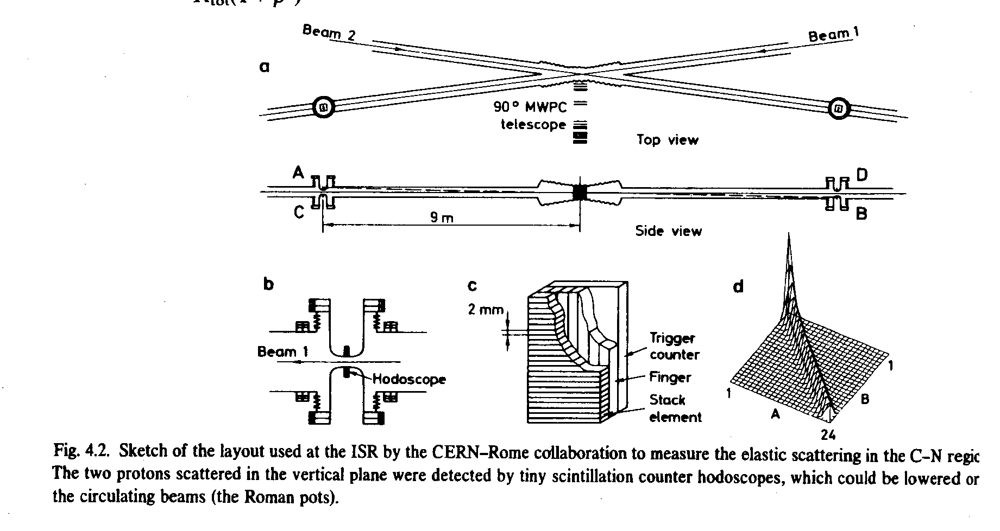 Beam 2
Beam 1
a
90° MWPC
telescope
Top view
A
D
C
B
9 m
Side view
b
c
d
2 mm
Beam 1
Hodoscope
Trigger
counter
Finger
Stack
element
1
1
A
B
24
Fig. 4.2. Sketch of the layout used at the ISR by the CERN–Rome collaboration to measure the elastic scattering in the C–N regic
The two protons scattered in the vertical plane were detected by tiny scintillation counter hodoscopes, which could be lowered or
the circulating beams (the Roman pots).